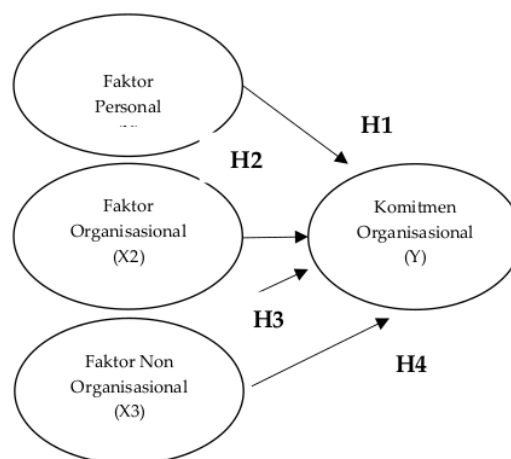 Faktor
Personal
H1
H2
Faktor
Organisasional
(X2)
Komitmen
Organisasional
(Y)
H3
Faktor Non
Organisasional
(X3)
H4